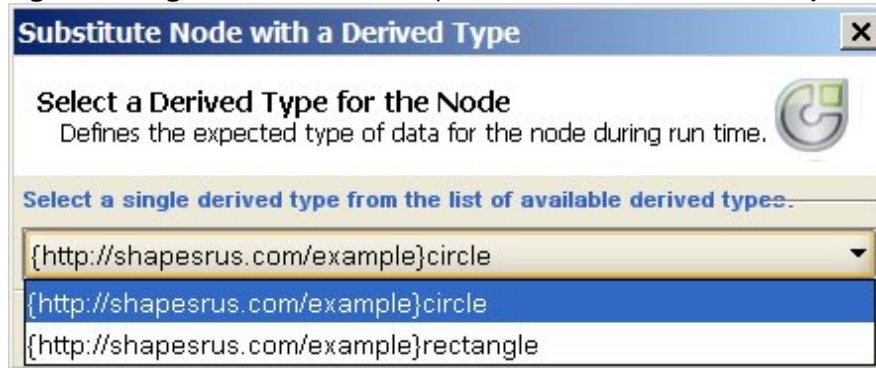 Substitute Node with a Derived Type
Select a Derived Type for the Node
Defines the expected type of data for the node during run time.
Select a single derived type from the list of available derived types.
{http://shapesrus.com/example}circle
{http://shapesrus.com/example}circle
{http://shapesrus.com/example}rectangle